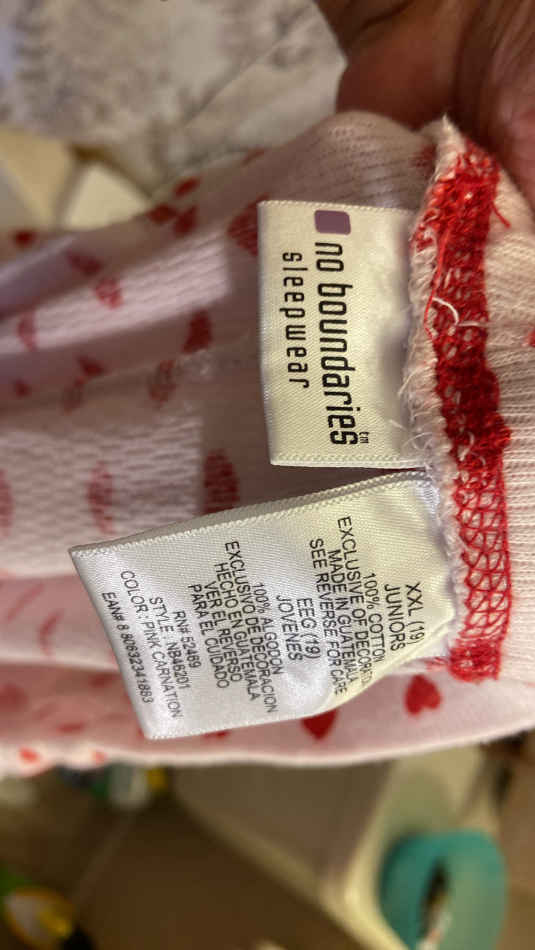 no boundaries™
sleepwear
XXL (19)
JUNIORS
100% COTTON
EXCLUSIVE OF DECORATION
MADE IN GUATEMALA
SEE REVERSE FOR CARE
EEG (19)
JOVENES
100% ALGODON
EXCLUSIVO DE DECORACION
HECHO EN GUATEMALA
VER EL REVERSO
PARA EL CUIDADO
RN# 52469
STYLE: NB46201
COLOR: PINK CARNATION
EAN# 8 80632341883